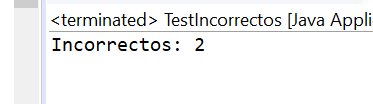 <terminated> TestIncorrectos [Java Appli
Incorrectos: 2